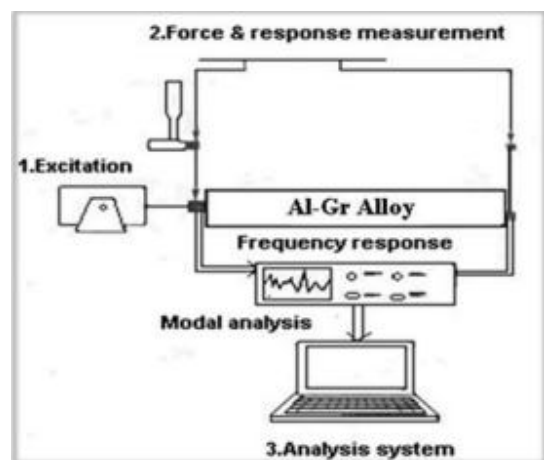 2.Force & response measurement
1.Excitation
Al-Gr Alloy
Frequency response
Modal analysis
3.Analysis system